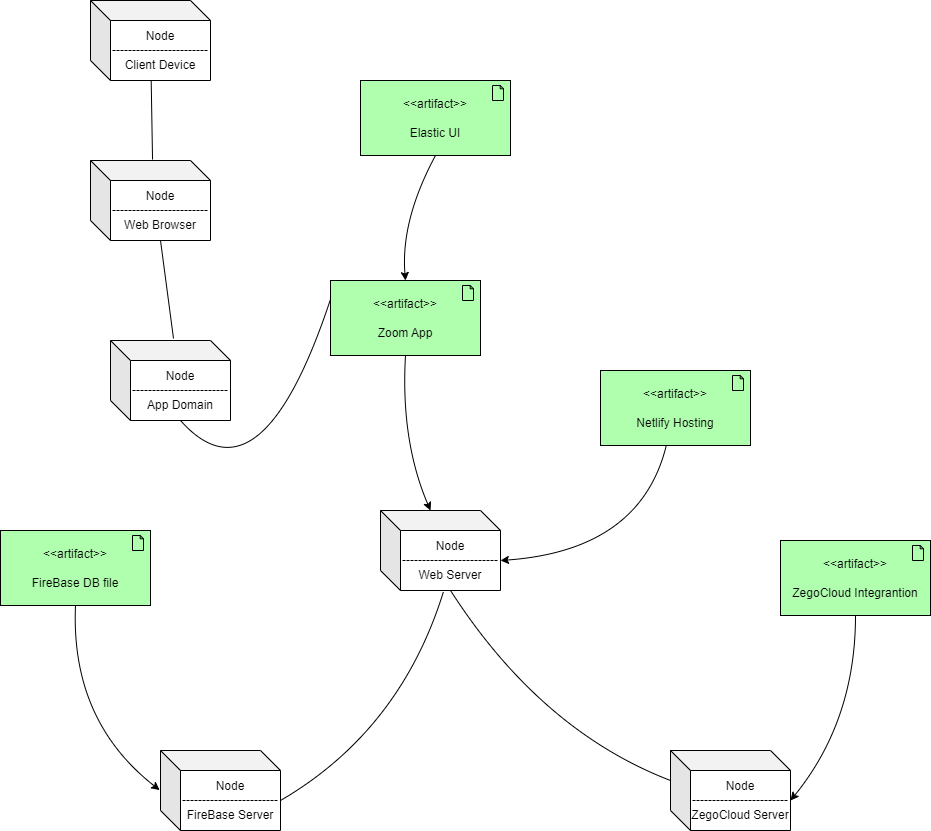 Node
Client Device
<<artifact>>
Elastic UI
Node
Web Browser
<<artifact>>
Zoom App
Node
App Domain
<<artifact>>
Netlify Hosting
Node
Web Server
<<artifact>>
FireBase DB file
<<artifact>>
ZegoCloud Integrantion
Node
FireBase Server
Node
ZegoCloud Server